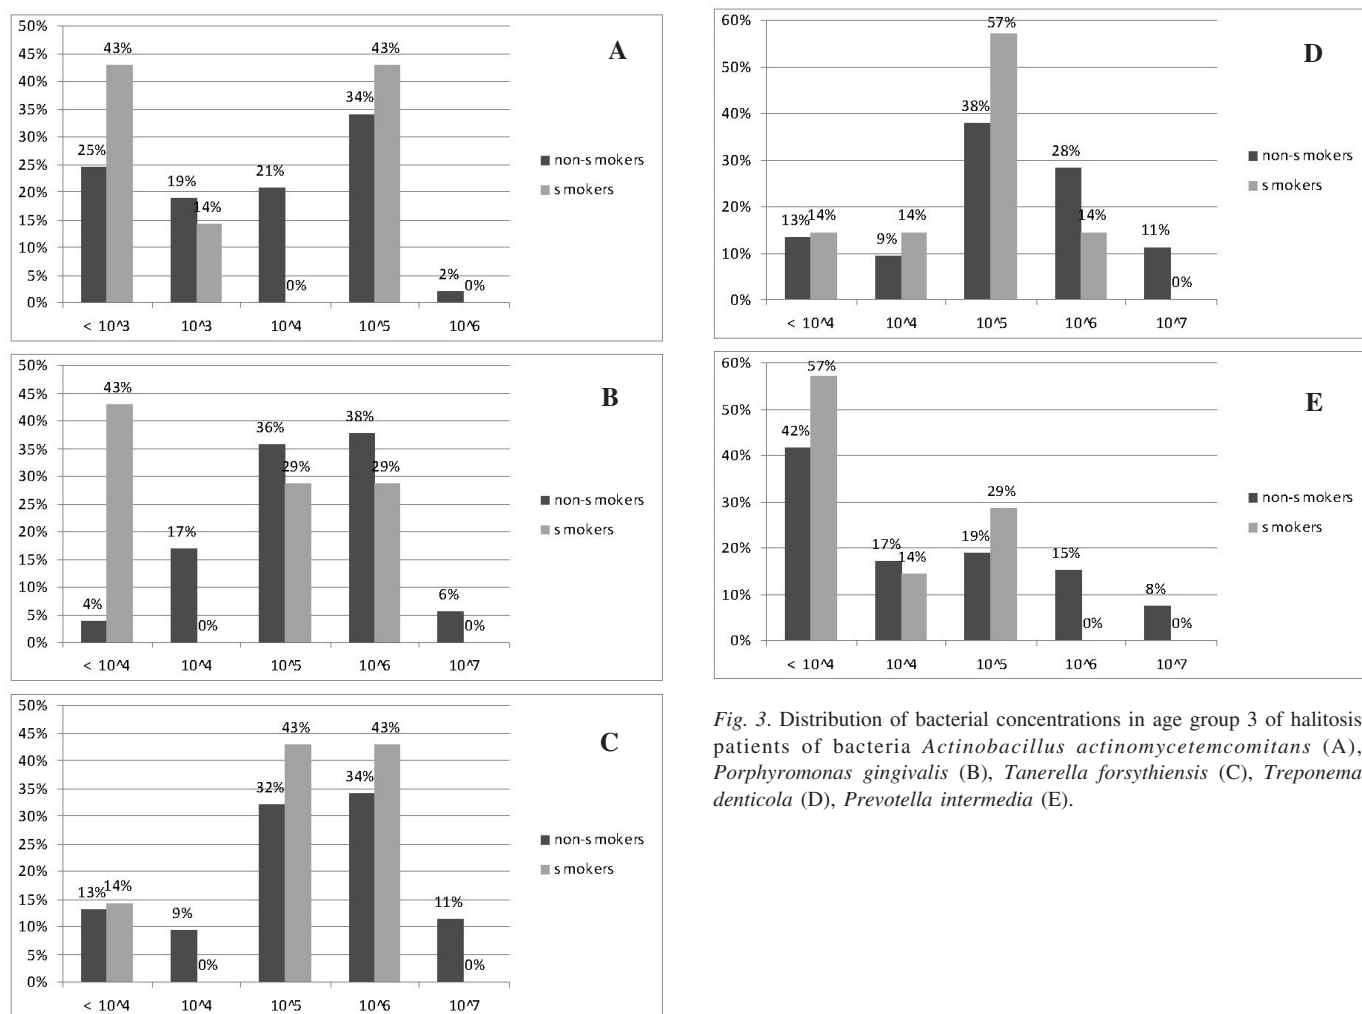 50%
45%
40%
35%
30%
25%
20%
15%
10%
5%
0%
25% 43% 19% 14% 21% 0% 34% 43% 2% 0%
< 10^3 10^3 10^4 10^5 10^6
non-smokers
smokers
A
50%
45%
40%
35%
30%
25%
20%
15%
10%
5%
0%
4% 43% 17% 0% 36% 29% 38% 29% 6% 0%
< 10^4 10^4 10^5 10^6 10^7
non-smokers
smokers
B
50%
45%
40%
35%
30%
25%
20%
15%
10%
5%
0%
13% 14% 9% 0% 32% 43% 34% 43% 11% 0%
< 10^4 10^4 10^5 10^6 10^7
non-smokers
smokers
C
60%
50%
40%
30%
20%
10%
0%
13% 14% 9% 14% 38% 57% 28% 14% 11% 0%
< 10^4 10^4 10^5 10^6 10^7
non-smokers
smokers
D
60%
50%
40%
30%
20%
10%
0%
42% 57% 17% 14% 19% 29% 15% 0% 8% 0%
< 10^4 10^4 10^5 10^6 10^7
non-smokers
smokers
E
Fig. 3. Distribution of bacterial concentrations in age group 3 of halitosis
patients of bacteria Actinobacillus actinomycetemcomitans (A),
Porphyromonas gingivalis (B), Tanerella forsythiensis (C), Treponema
denticola (D), Prevotella intermedia (E).